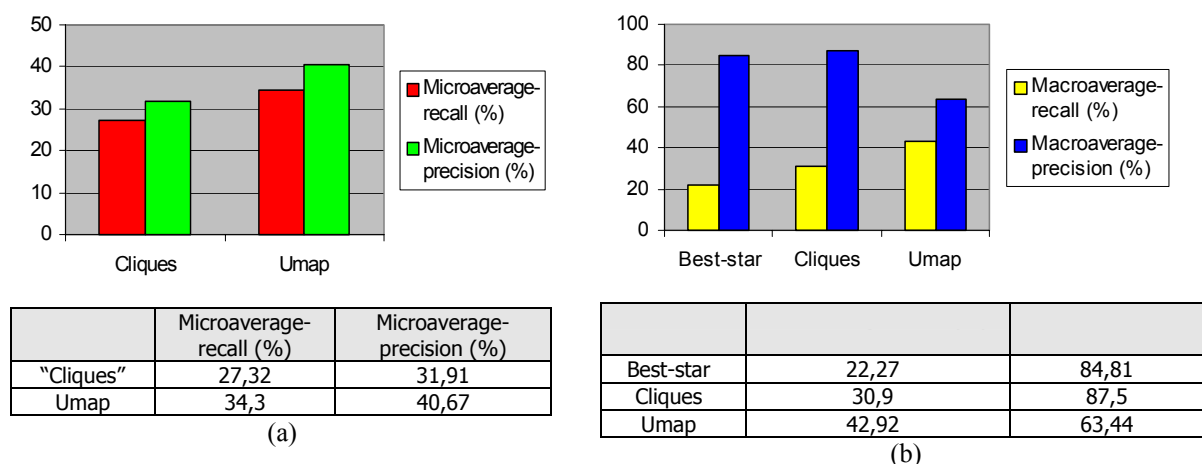 50
40
30
20
10
0
Cliques Umap
Microaverage-
recall (%)
Microaverage-
precision (%)
Microaverage-
recall (%)
Microaverage-
precision (%)
“Cliques” 27,32 31,91
Umap 34,3 40,67
(a)
100
80
60
40
20
0
Best-star Cliques Umap
Macroaverage-
recall (%)
Macroaverage-
precision (%)
Best-star 22,27 84,81
Cliques 30,9 87,5
Umap 42,92 63,44
(b)